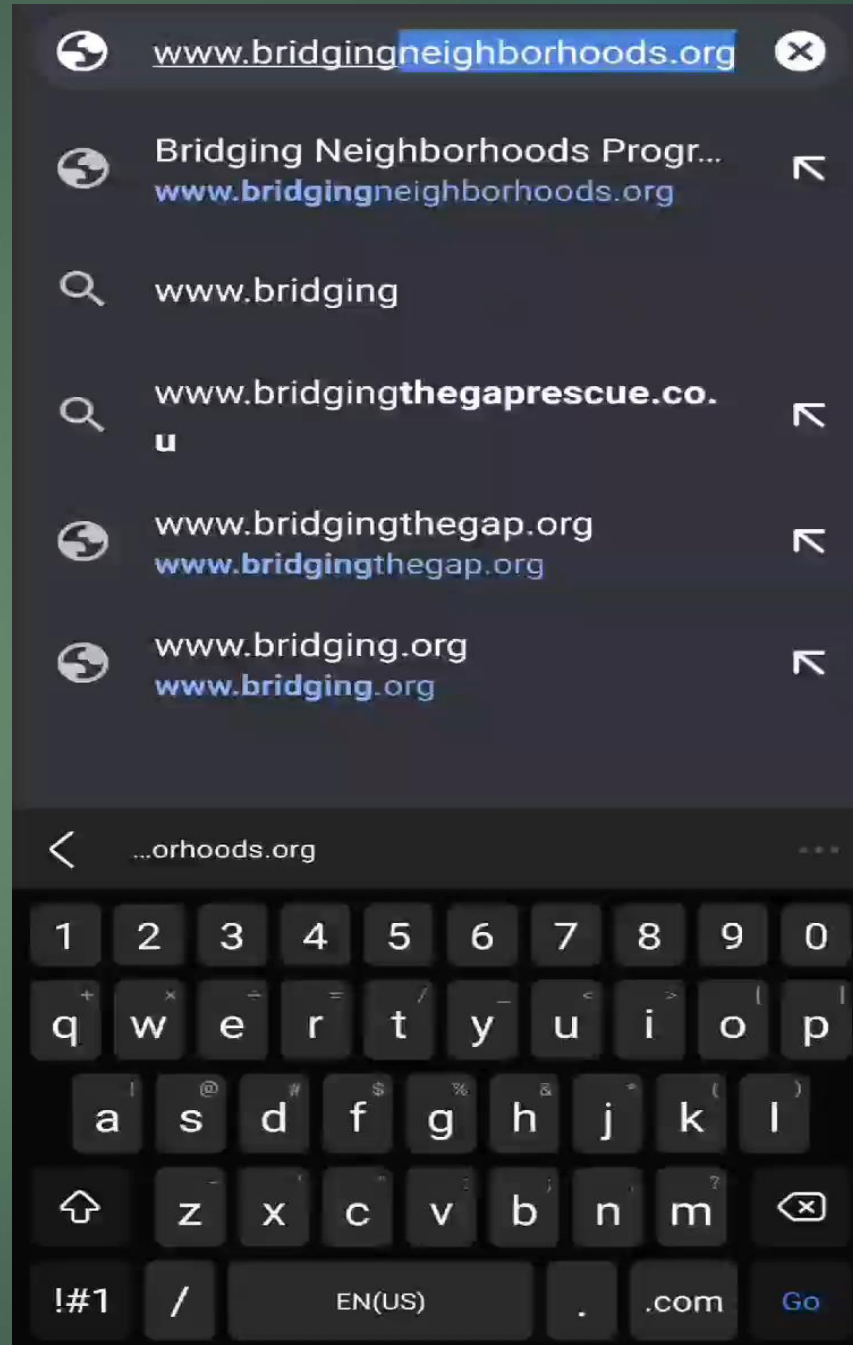 www.bridgingneighborhoods.org
Bridging Neighborhoods Progr...
www.bridgingneighborhoods.org
www.bridging
www.bridgingthegaprescue.co.
u
www.bridgingthegap.org
www.bridgingthegap.org
www.bridging.org
www.bridging.org
...orhoods.org
1 2 3 4 5 6 7 8 9 0
+ × ÷ = / _ < > [ ]
q w e r t y u i o p
! @ # $ % & * ( )
a s d f g h j k l
- ' " : ; , ?
z x c v b n m
!#1 / EN(US) . .com Go